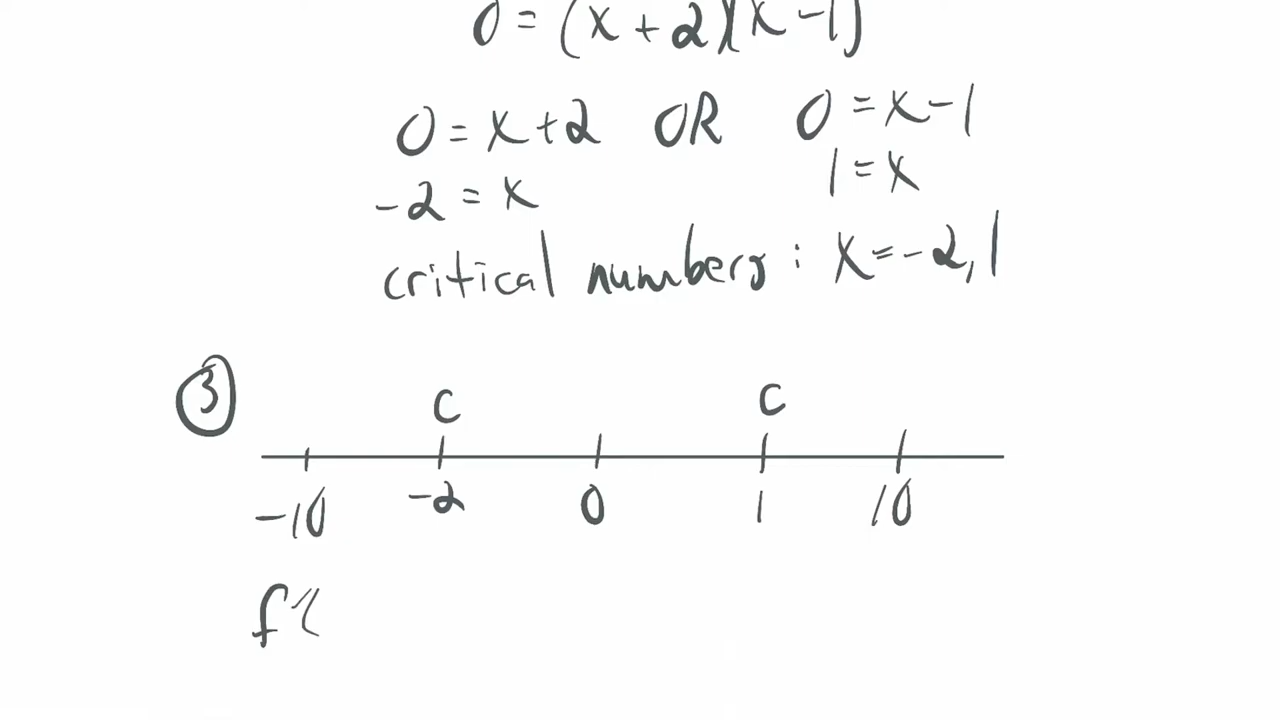 0 = (x + 2)(x - 1)
0 = x + 2 OR 0 = x - 1
-2 = x 1 = x
critical numbers : x = -2, 1
③ C C
-10 -2 0 1 10
f'(